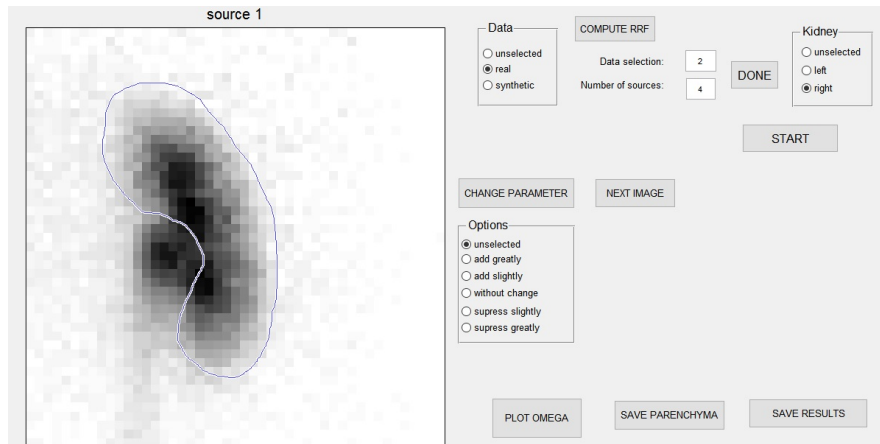 source 1
Data
unselected
real
synthetic
COMPUTE RRF
Data selection:
2
Number of sources:
4
DONE
Kidney
unselected
left
right
START
CHANGE PARAMETER
NEXT IMAGE
Options
unselected
add greatly
add slightly
without change
supress slightly
supress greatly
PLOT OMEGA
SAVE PARENCHYMA
SAVE RESULTS